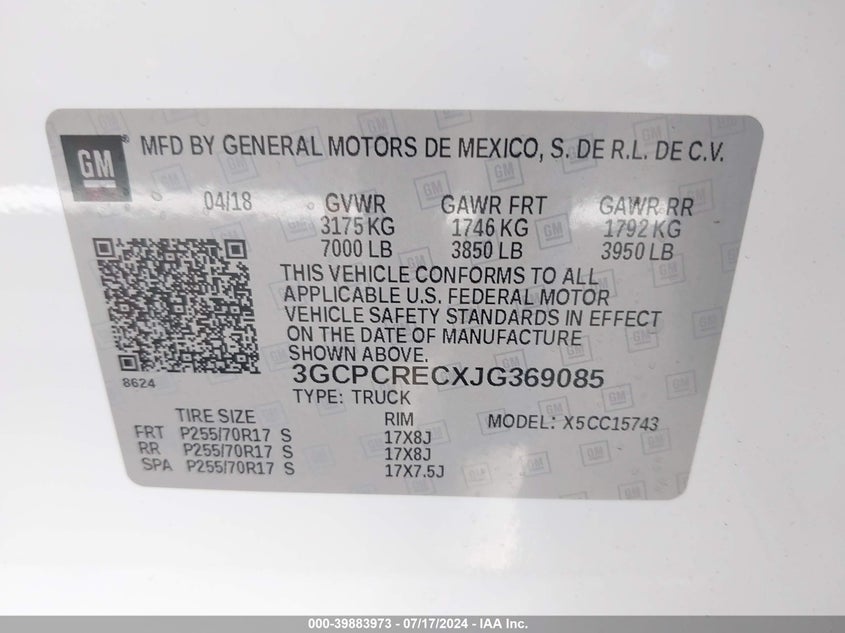 GM
MFD BY GENERAL MOTORS DE MEXICO, S. DE R.L. DE C.V.
04/18 GVWR GAWR FRT GAWR RR
3175 KG 1746 KG 1792 KG
7000 LB 3850 LB 3950 LB
THIS VEHICLE CONFORMS TO ALL
APPLICABLE U.S. FEDERAL MOTOR
VEHICLE SAFETY STANDARDS IN EFFECT
ON THE DATE OF MANUFACTURE
SHOWN ABOVE.
8624
3GCPCRECXJG369085
TYPE: TRUCK
TIRE SIZE RIM MODEL: X5CC15743
FRT P255/70R17 S 17X8J
RR P255/70R17 S 17X8J
SPA P255/70R17 S 17X7.5J
000-39883973 - 07/17/2024 - IAA Inc.